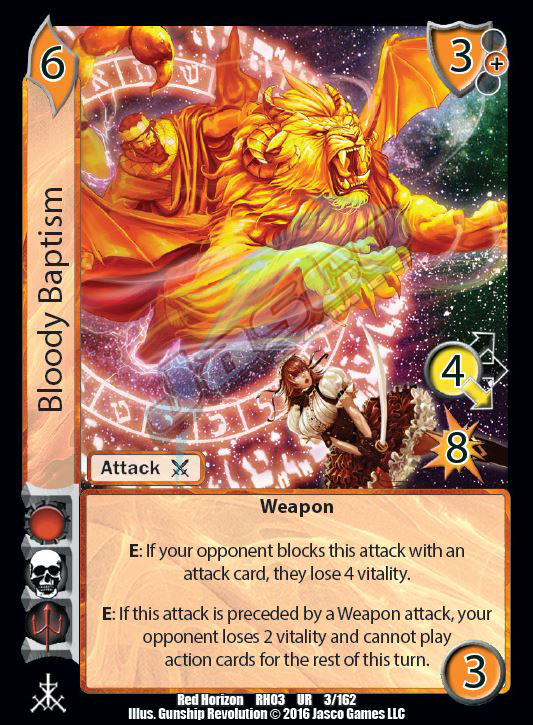 6
3
+
Bloody Baptism
4
8
Attack
Weapon
E: If your opponent blocks this attack with an
attack card, they lose 4 vitality.
E: If this attack is preceded by a Weapon attack, your
opponent loses 2 vitality and cannot play
action cards for the rest of this turn.
3
Red Horizon RH03 UR 3/162
Illus. Gunship Revolution © 2016 Jasco Games LLC